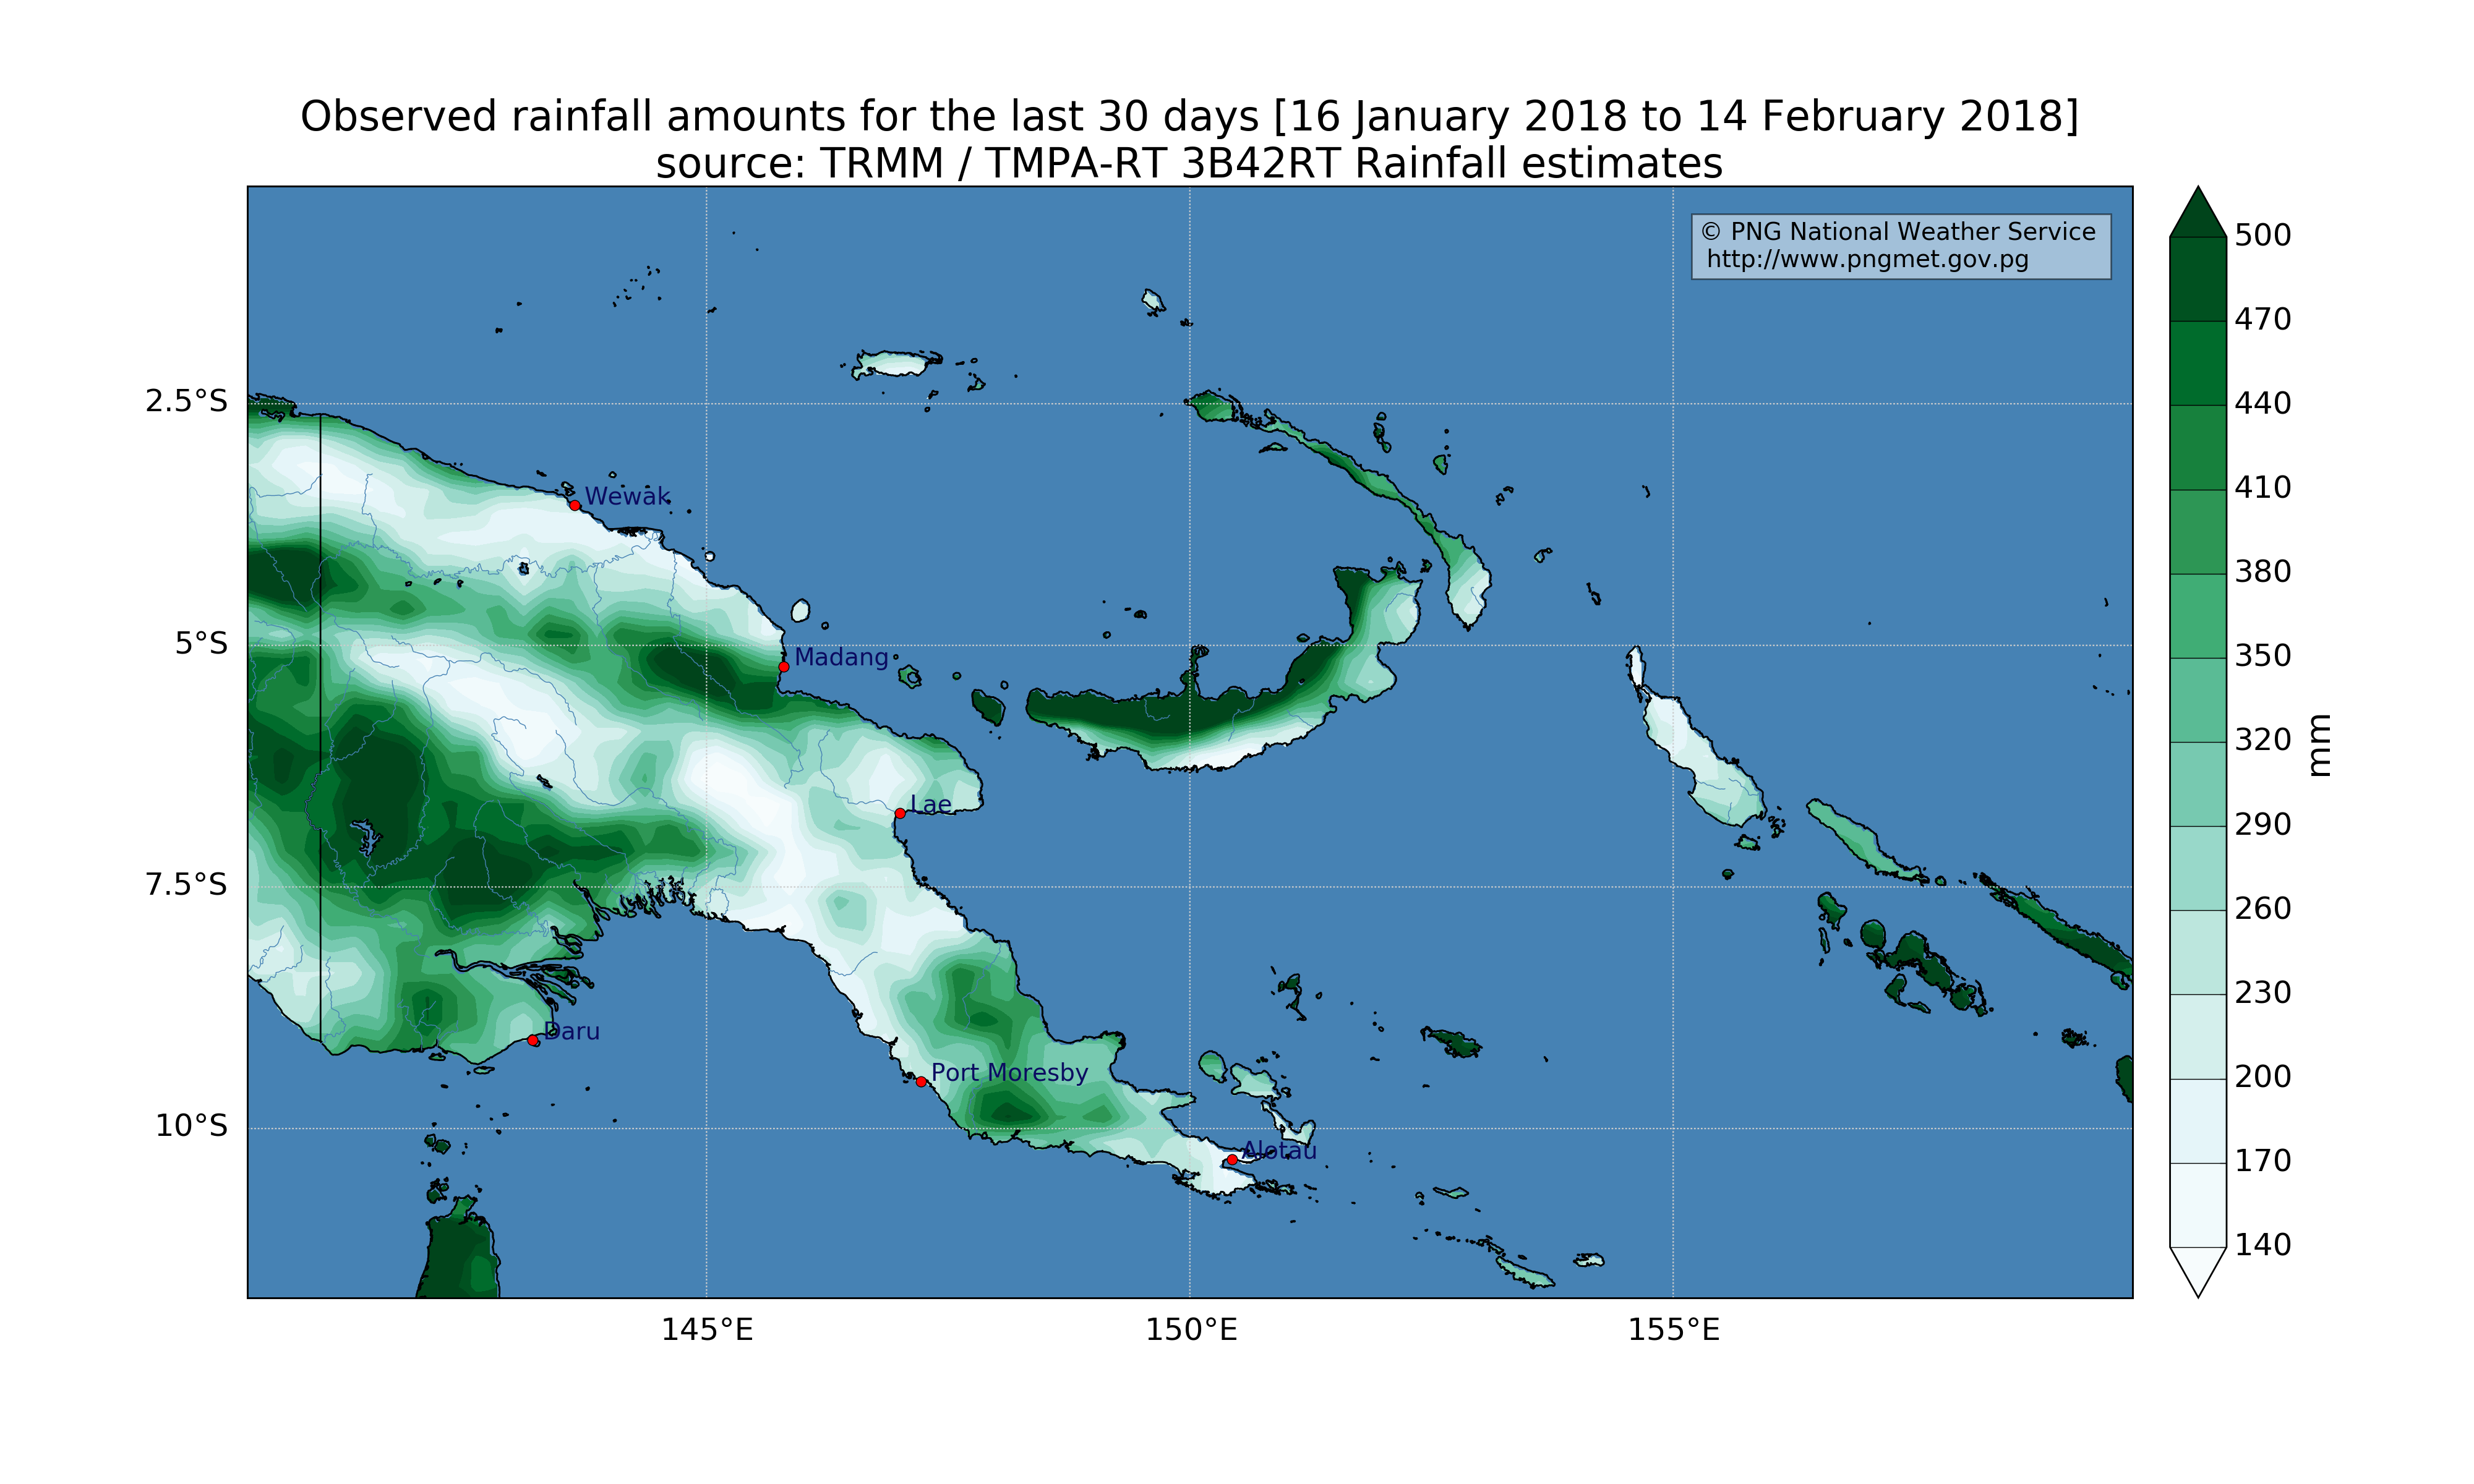 Observed rainfall amounts for the last 30 days [16 January 2018 to 14 February 2018]
source: TRMM / TMPA-RT 3B42RT Rainfall estimates
© PNG National Weather Service
http://www.pngmet.gov.pg
2.5°S
5°S
7.5°S
10°S
Wewak
Madang
Lae
Daru
Port Moresby
Alotau
145°E
150°E
155°E
500
470
440
410
380
350
320
290
260
230
200
170
140
mm